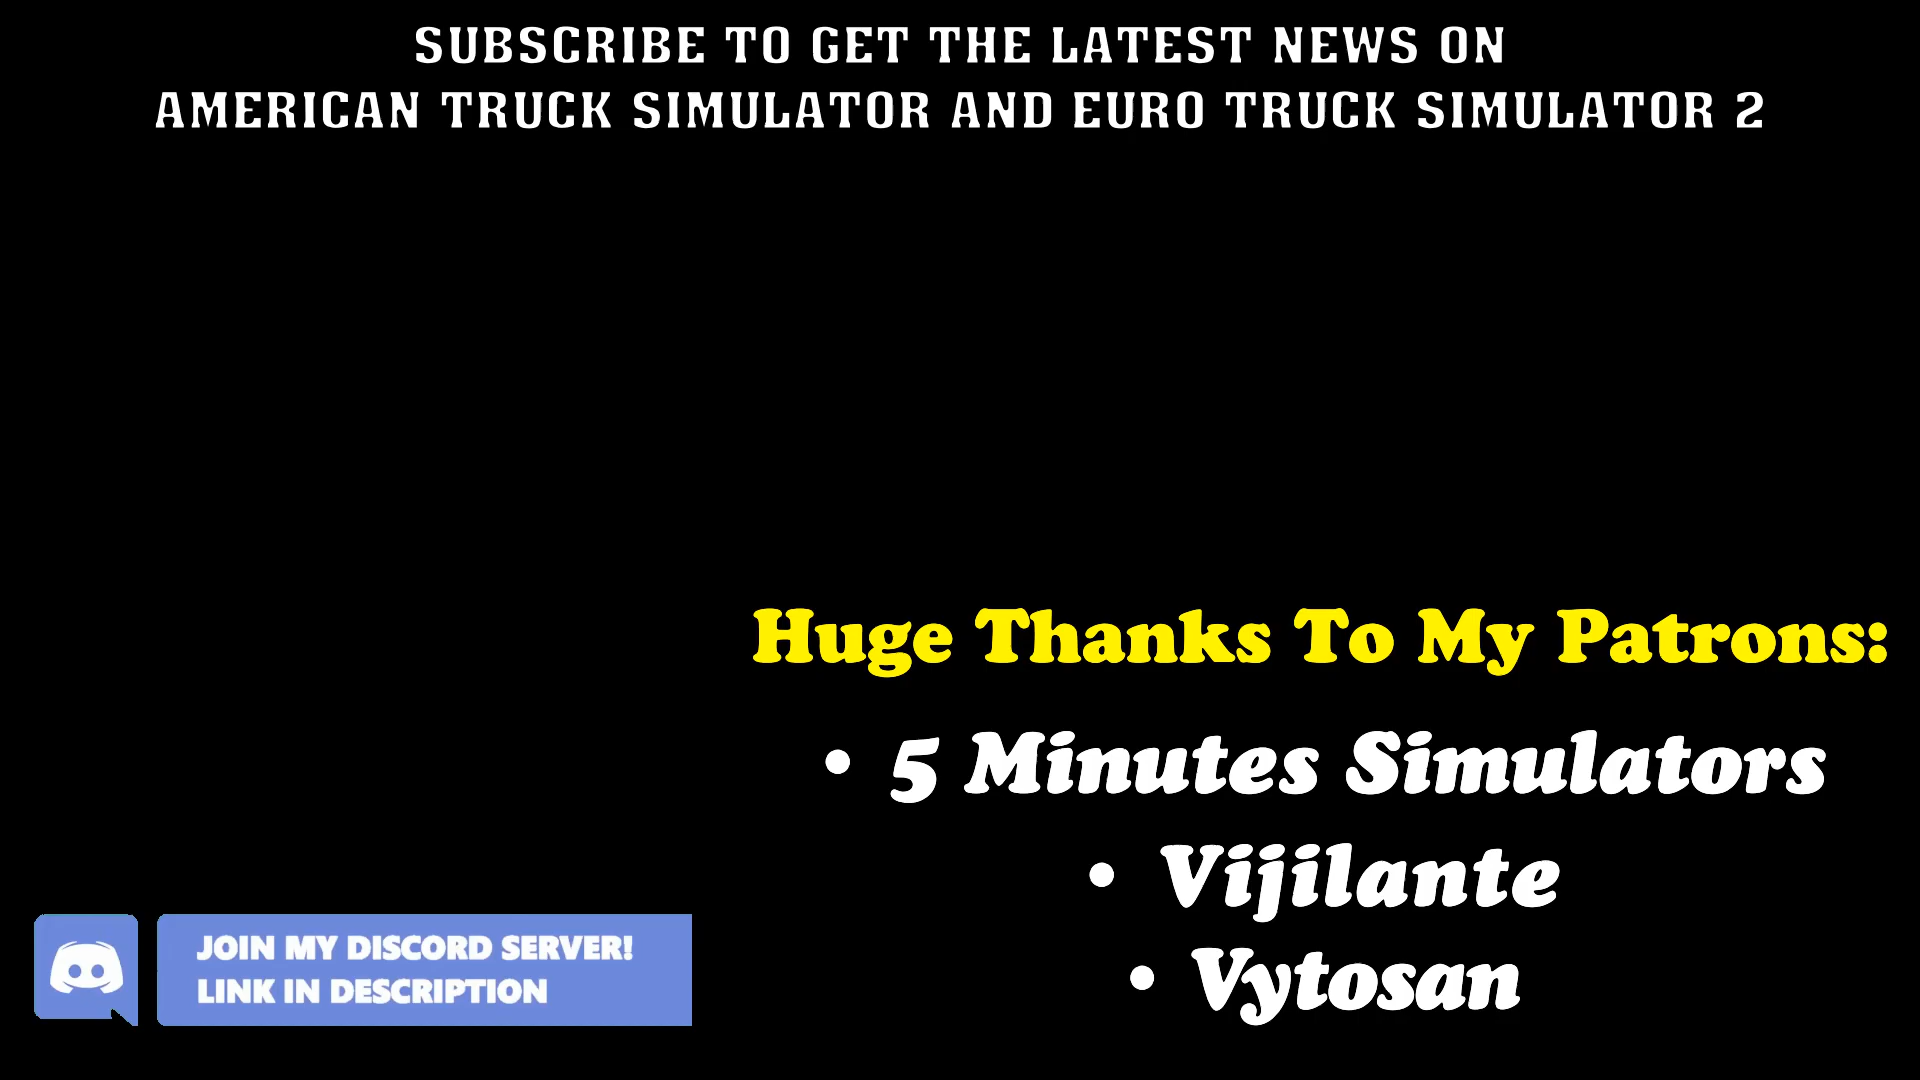 SUBSCRIBE TO GET THE LATEST NEWS ON
AMERICAN TRUCK SIMULATOR AND EURO TRUCK SIMULATOR 2
Huge Thanks To My Patrons:
• 5 Minutes Simulators
• Vijilante
• Vytosan
JOIN MY DISCORD SERVER!
LINK IN DESCRIPTION